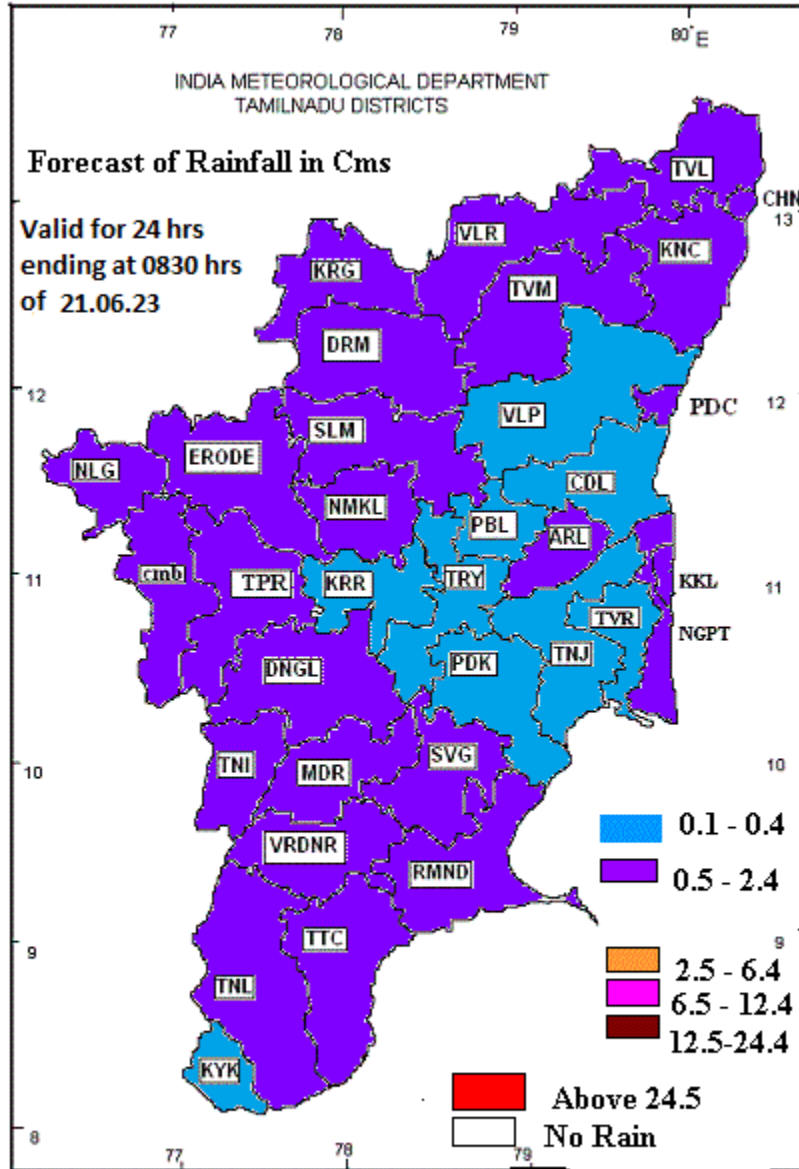 77 78 79 80° E
INDIA METEOROLOGICAL DEPARTMENT
TAMILNADU DISTRICTS
Forecast of Rainfall in Cms
TVL
CHN
13
Valid for 24 hrs
ending at 0830 hrs
of 21.06.23
VLR
KNC
KRG
TVM
DRM
12
12
PDC
VLP
SLM
ERODE
NLG
CDL
NMKL
PBL
ARL
11
cmb
TPR
KRR
TRY
KKL
11
TVR
NGPT
DNGL
PDK
TNJ
10
TNI
MDR
SVG
10
0.1 - 0.4
VRDNR
RMND
0.5 - 2.4
9
TTC
9
2.5 - 6.4
TNL
6.5 - 12.4
12.5-24.4
KYK
Above 24.5
8
No Rain
77 78 79